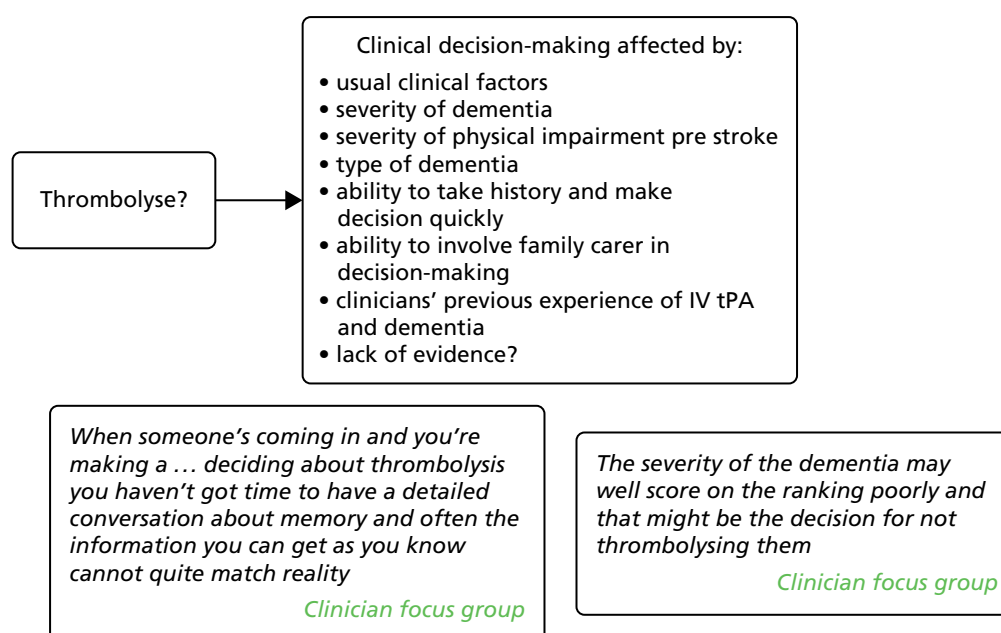 Thrombolyse?
Clinical decision-making affected by:
• usual clinical factors
• severity of dementia
• severity of physical impairment pre stroke
• type of dementia
• ability to take history and make
decision quickly
• ability to involve family carer in
decision-making
• clinicians’ previous experience of IV tPA
and dementia
• lack of evidence?
When someone’s coming in and you’re
making a … deciding about thrombolysis
you haven’t got time to have a detailed
conversation about memory and often the
information you can get as you know
cannot quite match reality
Clinician focus group
The severity of the dementia may
well score on the ranking poorly and
that might be the decision for not
thrombolysing them
Clinician focus group